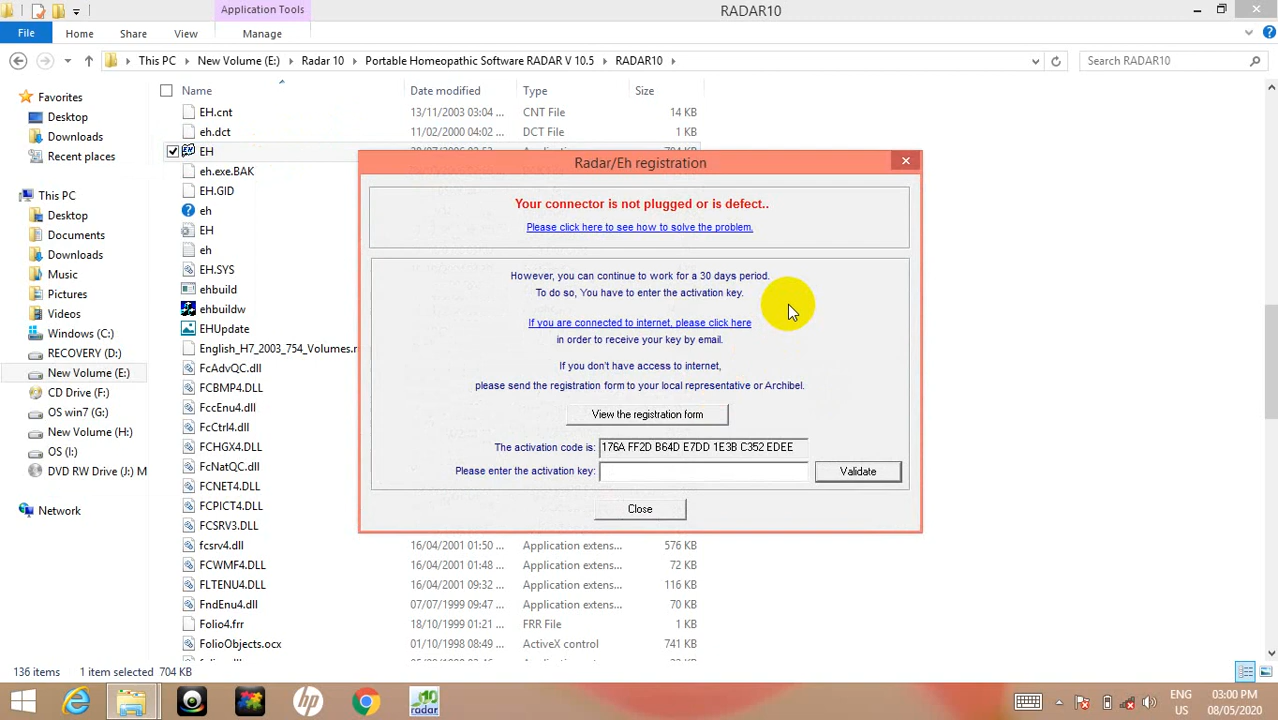 Application Tools
RADAR10
File
Home
Share
View
Manage
This PC
New Volume (E:)
Radar 10
Portable Homeopathic Software RADAR V 10.5
RADAR10
Search RADAR10
Name
Date modified
Type
Size
Favorites
Desktop
Downloads
Recent places
This PC
Desktop
Documents
Downloads
Music
Pictures
Videos
Windows (C:)
RECOVERY (D:)
New Volume (E:)
CD Drive (F:)
OS win7 (G:)
New Volume (H:)
OS (I:)
DVD RW Drive (J:) M
Network
EH.cnt 13/11/2003 03:04 ... CNT File 14 KB
eh.dct 11/02/2000 04:02 ... DCT File 1 KB
EH
eh.exe.BAK
EH.GID
eh
EH
eh
EH.SYS
ehbuild
ehbuildw
EHUpdate
English_H7_2003_754_Volumes.r
FcAdvQC.dll
FCBMP4.DLL
FccEnu4.dll
FcCtrl4.dll
FCHGX4.DLL
FcNatQC.dll
FCNET4.DLL
FCPICT4.DLL
FCSRV3.DLL
fcsrv4.dll 16/04/2001 01:50 ... Application extens... 576 KB
FCWMF4.DLL 16/04/2001 01:48 ... Application extens... 72 KB
FLTENU4.DLL 16/04/2001 09:32 ... Application extens... 116 KB
FndEnu4.dll 07/07/1999 09:47 ... Application extens... 70 KB
Folio4.frr 18/10/1999 01:21 ... FRR File 1 KB
FolioObjects.ocx 01/10/1998 08:49 ... ActiveX control 741 KB
Radar/Eh registration
Your connector is not plugged or is defect..
Please click here to see how to solve the problem.
However, you can continue to work for a 30 days period.
To do so, You have to enter the activation key.
If you are connected to internet, please click here
in order to receive your key by email.
If you don't have access to internet,
please send the registration form to your local representative or Archibel.
View the registration form
The activation code is: 176A FF2D B64D E7DD 1E3B C352 EDEE
Please enter the activation key:
Validate
Close
136 items
1 item selected 704 KB
hp
10
radar
ENG
US
03:00 PM
08/05/2020